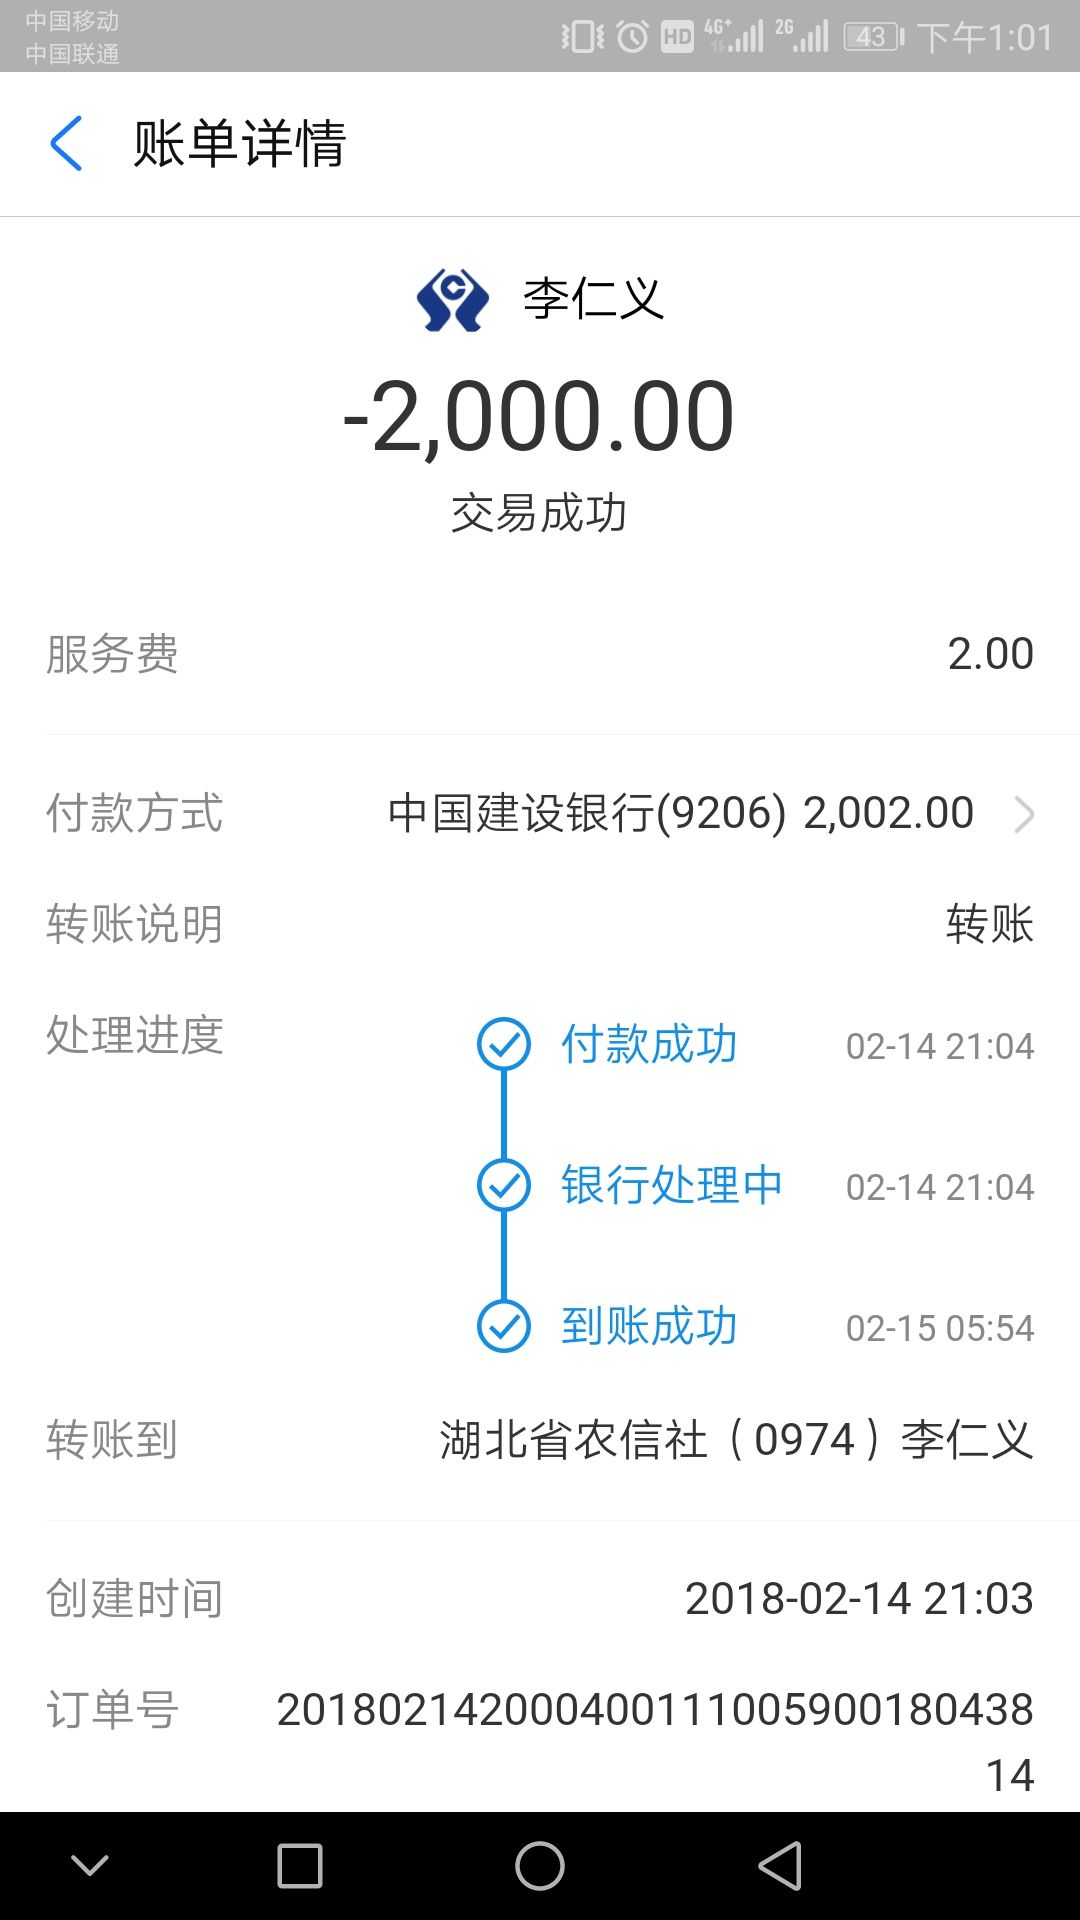 中国移动
中国联通
HD 4G+ 2G 43 下午1:01
账单详情
李仁义
-2,000.00
交易成功
服务费 2.00
付款方式 中国建设银行(9206) 2,002.00
转账说明 转账
处理进度 付款成功 02-14 21:04
银行处理中 02-14 21:04
到账成功 02-15 05:54
转账到 湖北省农信社（0974）李仁义
创建时间 2018-02-14 21:03
订单号 201802142000400111005900180438
14